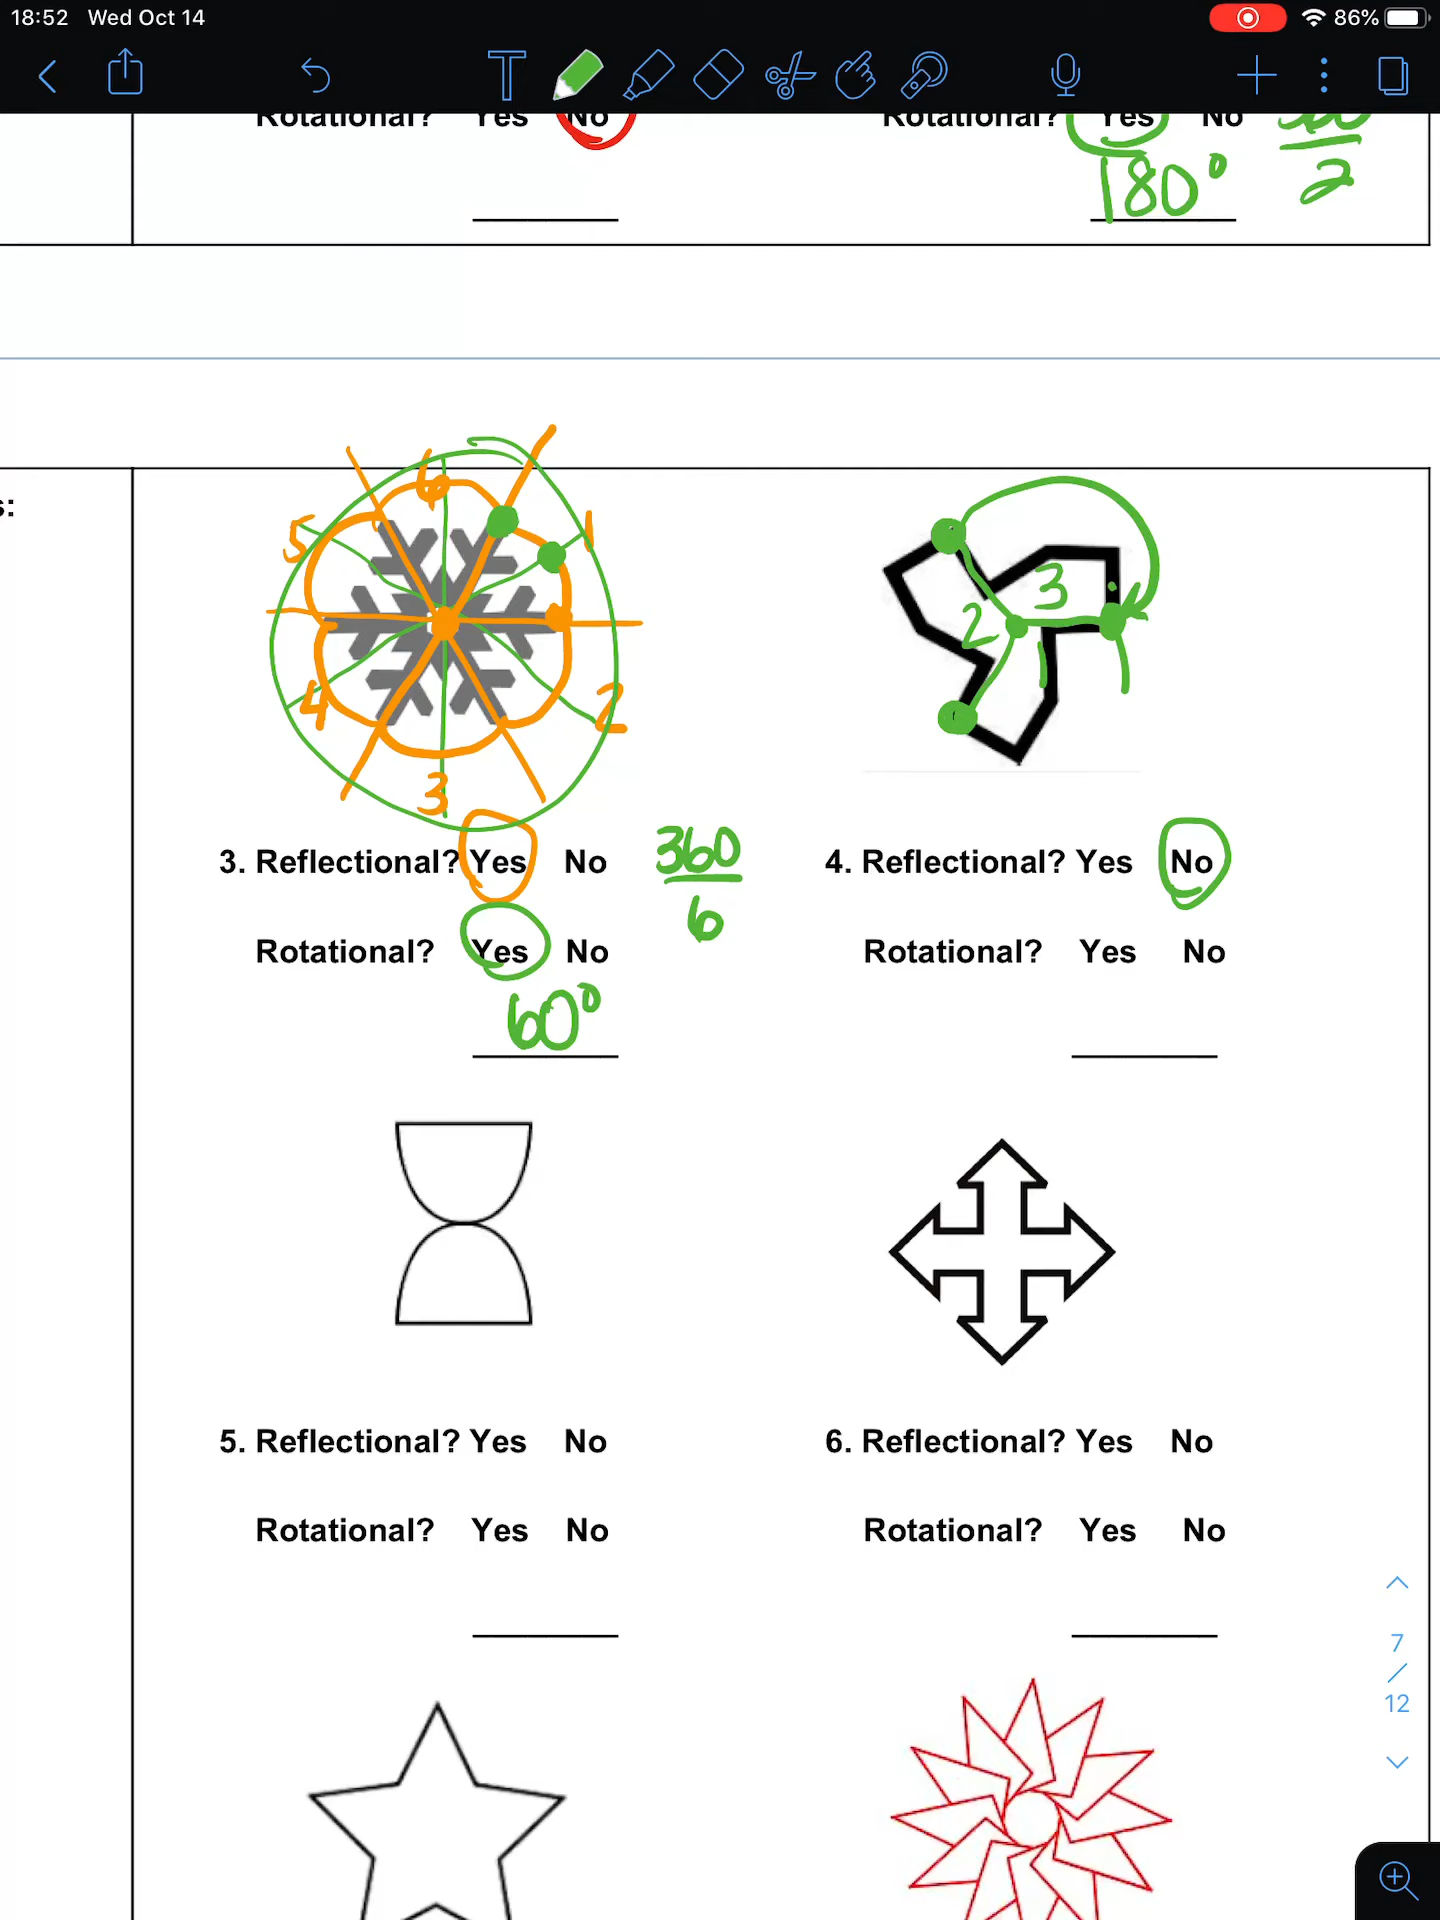 18:52 Wed Oct 14 86%
Rotational? Yes No Rotational? Yes No
2
180°
s:
6
5 1
3
2
1
4 2
3
3. Reflectional? Yes No 360 4. Reflectional? Yes No
6
Rotational? Yes No Rotational? Yes No
60°
5. Reflectional? Yes No 6. Reflectional? Yes No
Rotational? Yes No Rotational? Yes No
7
/
12